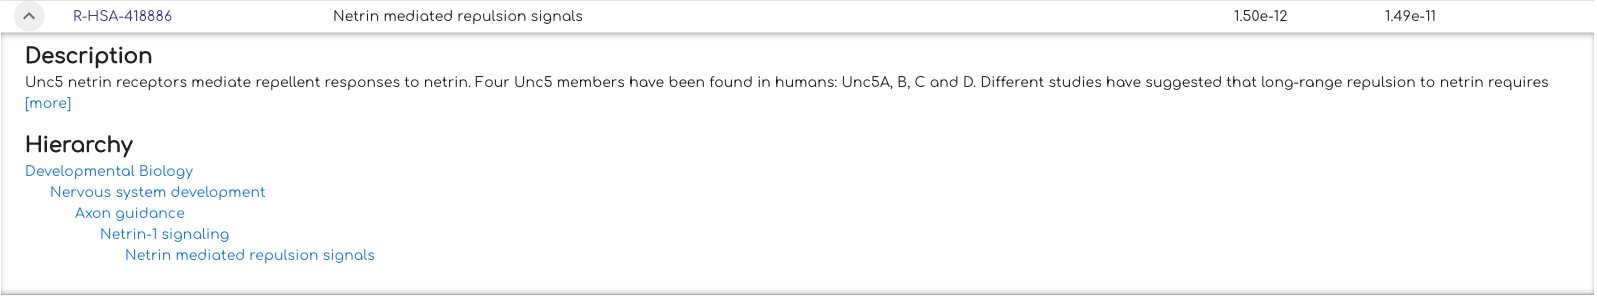 R-HSA-418886 Netrin mediated repulsion signals 1.50e-12 1.49e-11
Description
Unc5 netrin receptors mediate repellent responses to netrin. Four Unc5 members have been found in humans: Unc5A, B, C and D. Different studies have suggested that long-range repulsion to netrin requires
[more]
Hierarchy
Developmental Biology
Nervous system development
Axon guidance
Netrin-1 signaling
Netrin mediated repulsion signals